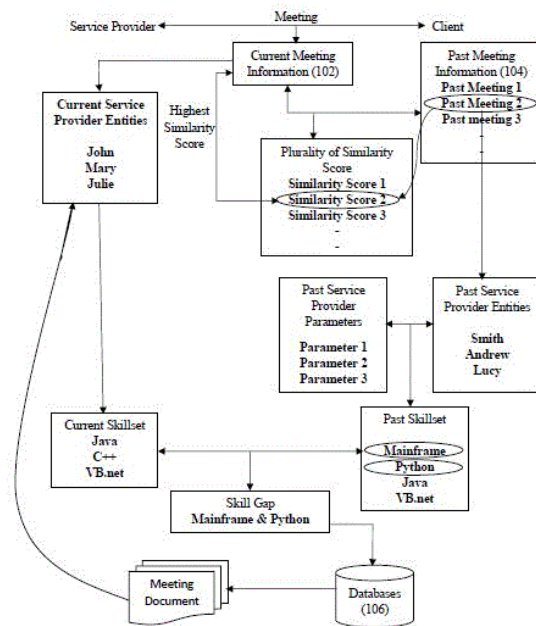 Meeting
Service Provider
Client
Current Meeting
Information (102)
Past Meeting
Information (104)
Past Meeting 1
Past Meeting 2
Past meeting 3
-
-
Current Service
Provider Entities
John
Mary
Julie
Highest
Similarity
Score
Plurality of Similarity
Score
Similarity Score 1
Similarity Score 2
Similarity Score 3
-
-
Past Service
Provider
Parameters
Parameter 1
Parameter 2
Parameter 3
Past Service
Provider Entities
Smith
Andrew
Lucy
Current Skillset
Java
C++
VB.net
Past Skillset
Mainframe
Python
Java
VB.net
Skill Gap
Mainframe & Python
Meeting
Document
Databases
(106)